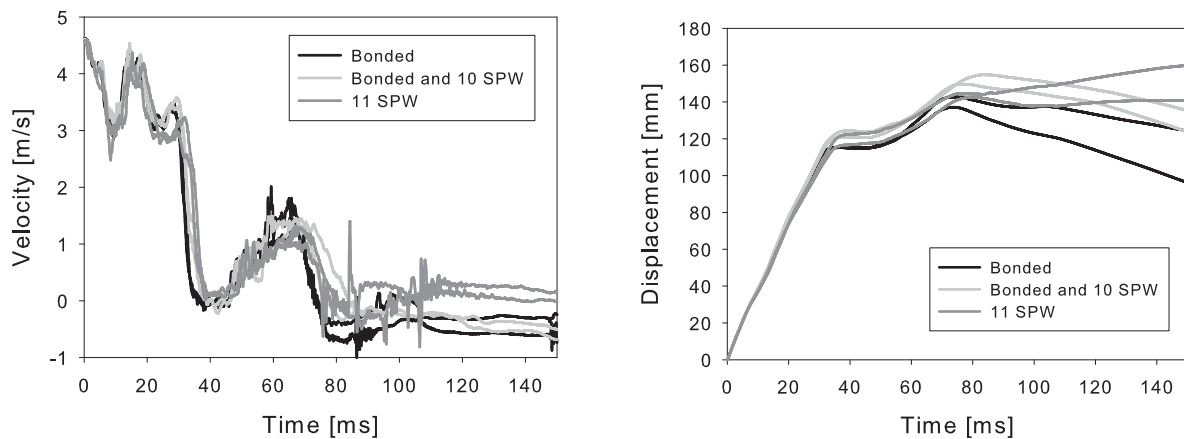 5
4
3
2
1
0
-1
Velocity [m/s]
Bonded
Bonded and 10 SPW
11 SPW
0 20 40 60 80 100 120 140
Time [ms]
180
160
140
120
100
80
60
40
20
0
Displacement [mm]
Bonded
Bonded and 10 SPW
11 SPW
0 20 40 60 80 100 120 140
Time [ms]